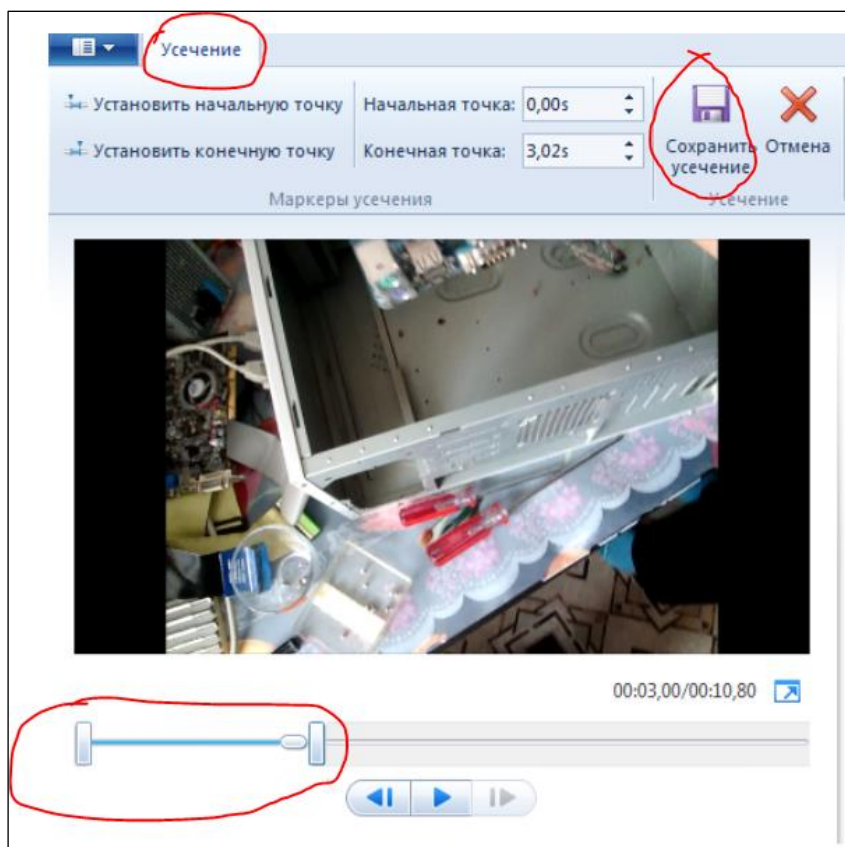 Усечение
Установить начальную точку Начальная точка: 0,00s
Установить конечную точку Конечная точка: 3,02s
Сохранить усечение
Отмена
Маркеры усечения
Усечение
00:03,00/00:10,80